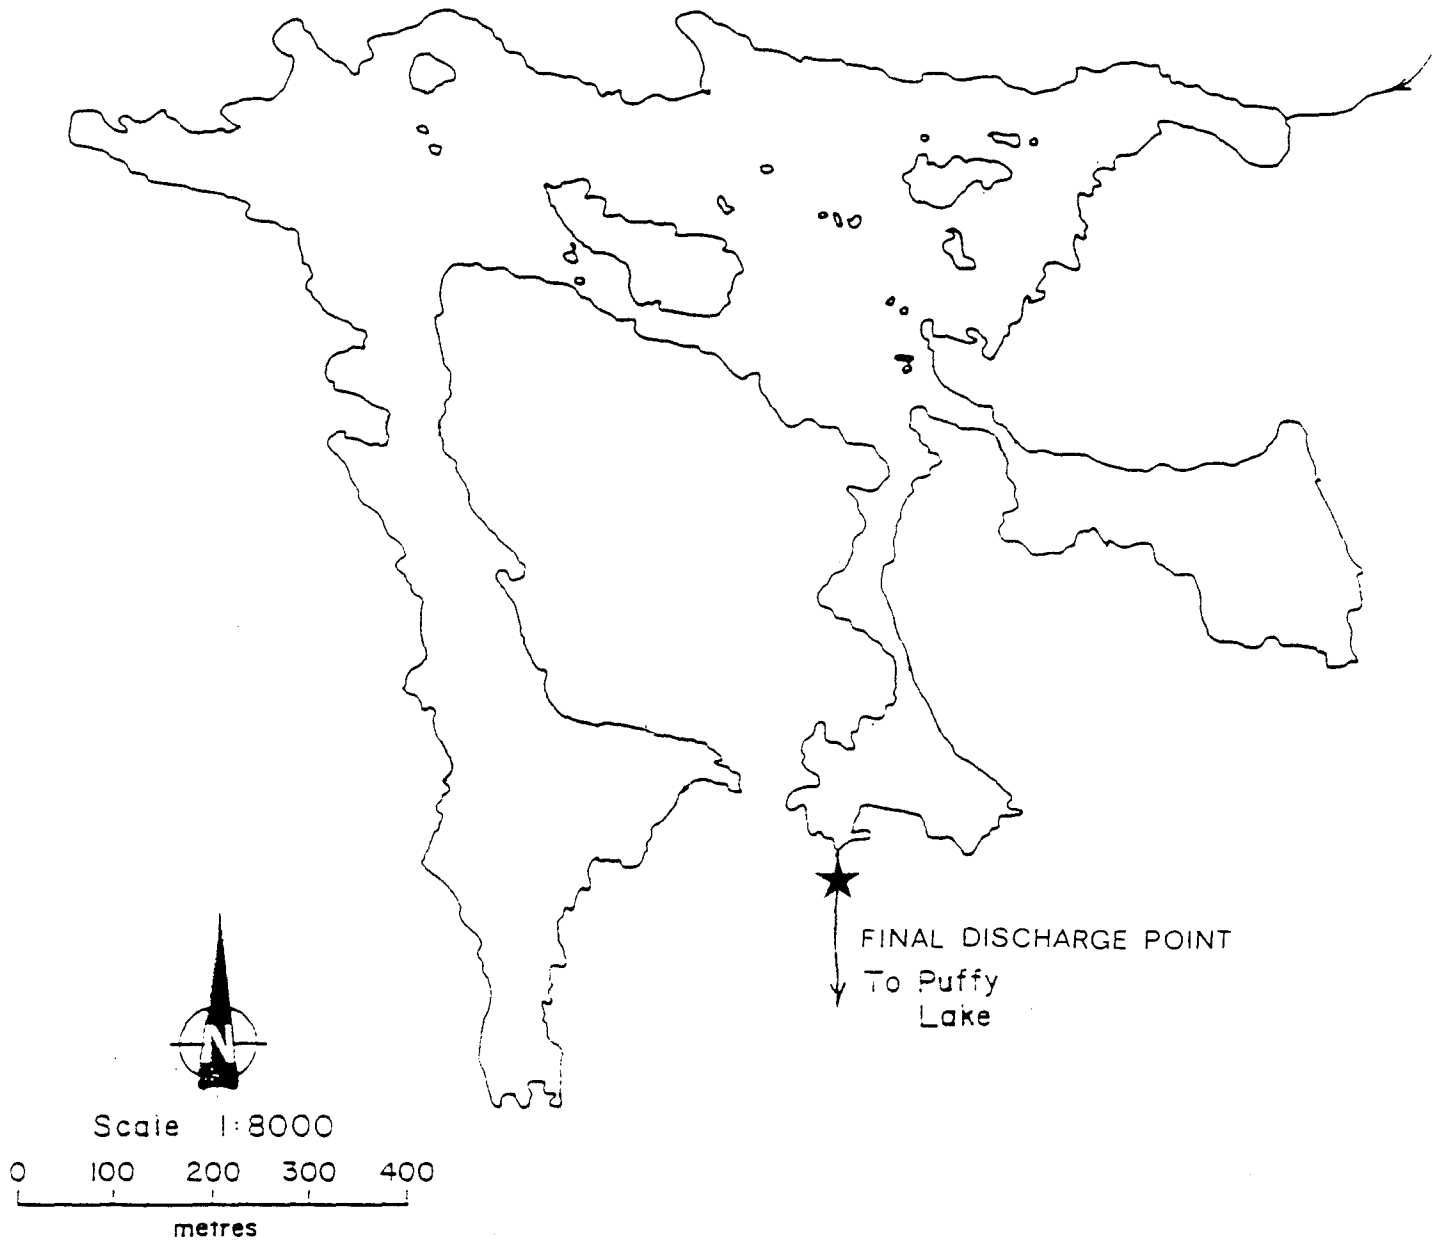 FINAL DISCHARGE POINT
To Puffy
Lake
N
Scale 1:8000
0 100 200 300 400
metres